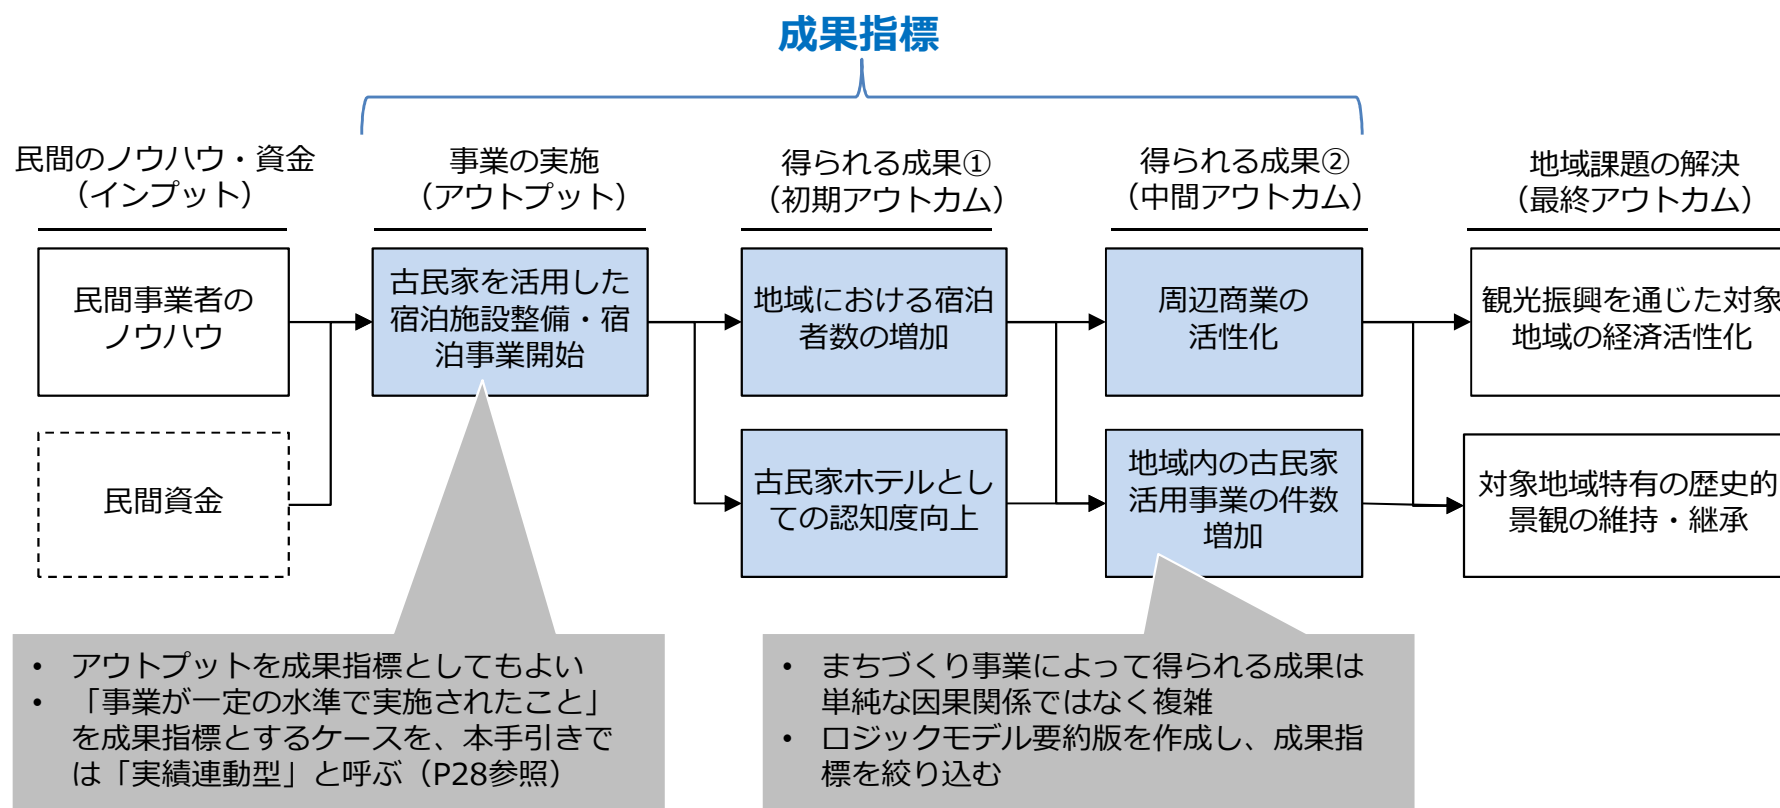 成果指標
民間のノウハウ・資金
（インプット）
事業の実施
（アウトプット）
得られる成果①
（初期アウトカム）
得られる成果②
（中間アウトカム）
地域課題の解決
（最終アウトカム）
民間事業者の
ノウハウ
民間資金
古民家を活用した
宿泊施設整備・宿
泊事業開始
地域における宿泊
者数の増加
古民家ホテルとし
ての認知度向上
周辺商業の
活性化
地域内の古民家
活用事業の件数
増加
観光振興を通じた対象
地域の経済活性化
対象地域特有の歴史的
景観の維持・継承
• アウトプットを成果指標としてもよい
• 「事業が一定の水準で実施されたこと」
を成果指標とするケースを、本手引きで
は「実績連動型」と呼ぶ（P28参照）
• まちづくり事業によって得られる成果は
単純な因果関係ではなく複雑
• ロジックモデル要約版を作成し、成果指
標を絞り込む